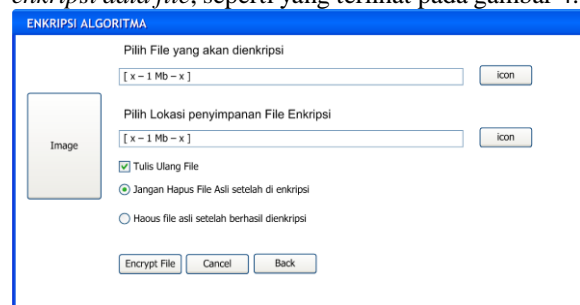 enkripsi data file, seperti yang terlihat pada gambar 4.
ENKRIPSI ALGORITMA
Pilih File yang akan dienkripsi
[ x – 1 Mb – x ]
icon
Pilih Lokasi penyimpanan File Enkripsi
Image
[ x – 1 Mb – x ]
icon
Tulis Ulang File
Jangan Hapus File Asli setelah di enkripsi
Haous file asli setelah berhasil dienkripsi
Encrypt File
Cancel
Back